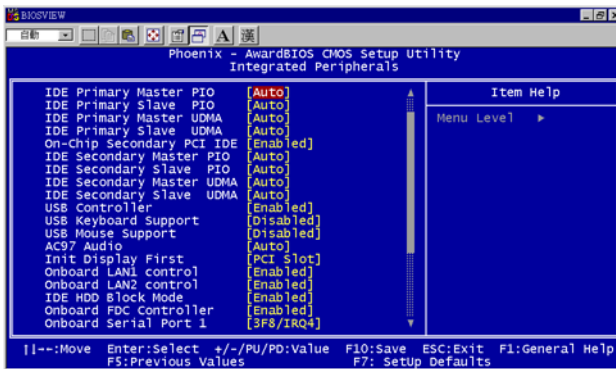 BIOSVIEW
自動
A 漢
Phoenix - AwardBIOS CMOS Setup Utility
Integrated Peripherals
IDE Primary Master PIO [Auto]
IDE Primary Slave PIO [Auto]
IDE Primary Master UDMA [Auto]
IDE Primary Slave UDMA [Auto]
On-Chip Secondary PCI IDE [Enabled]
IDE Secondary Master PIO [Auto]
IDE Secondary Slave PIO [Auto]
IDE Secondary Master UDMA [Auto]
IDE Secondary Slave UDMA [Auto]
USB Controller [Enabled]
USB Keyboard Support [Disabled]
USB Mouse Support [Disabled]
AC97 Audio [Auto]
Init Display First [PCI Slot]
Onboard LAN1 control [Enabled]
Onboard LAN2 control [Enabled]
IDE HDD Block Mode [Enabled]
Onboard FDC Controller [Enabled]
Onboard Serial Port 1 [3F8/IRQ4]
Item Help
Menu Level ►
↑↓←→:Move Enter:Select +/-/PU/PD:Value F10:Save ESC:Exit F1:General Help
F5:Previous Values F7: Setup Defaults